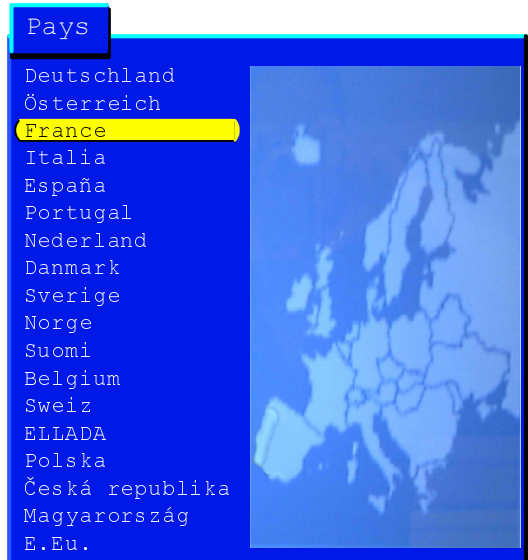 Pays
Deutschland
Österreich
France
Italia
España
Portugal
Nederland
Danmark
Sverige
Norge
Suomi
Belgium
Sweiz
ELLADA
Polska
Česká republika
Magyarország
E.Eu.